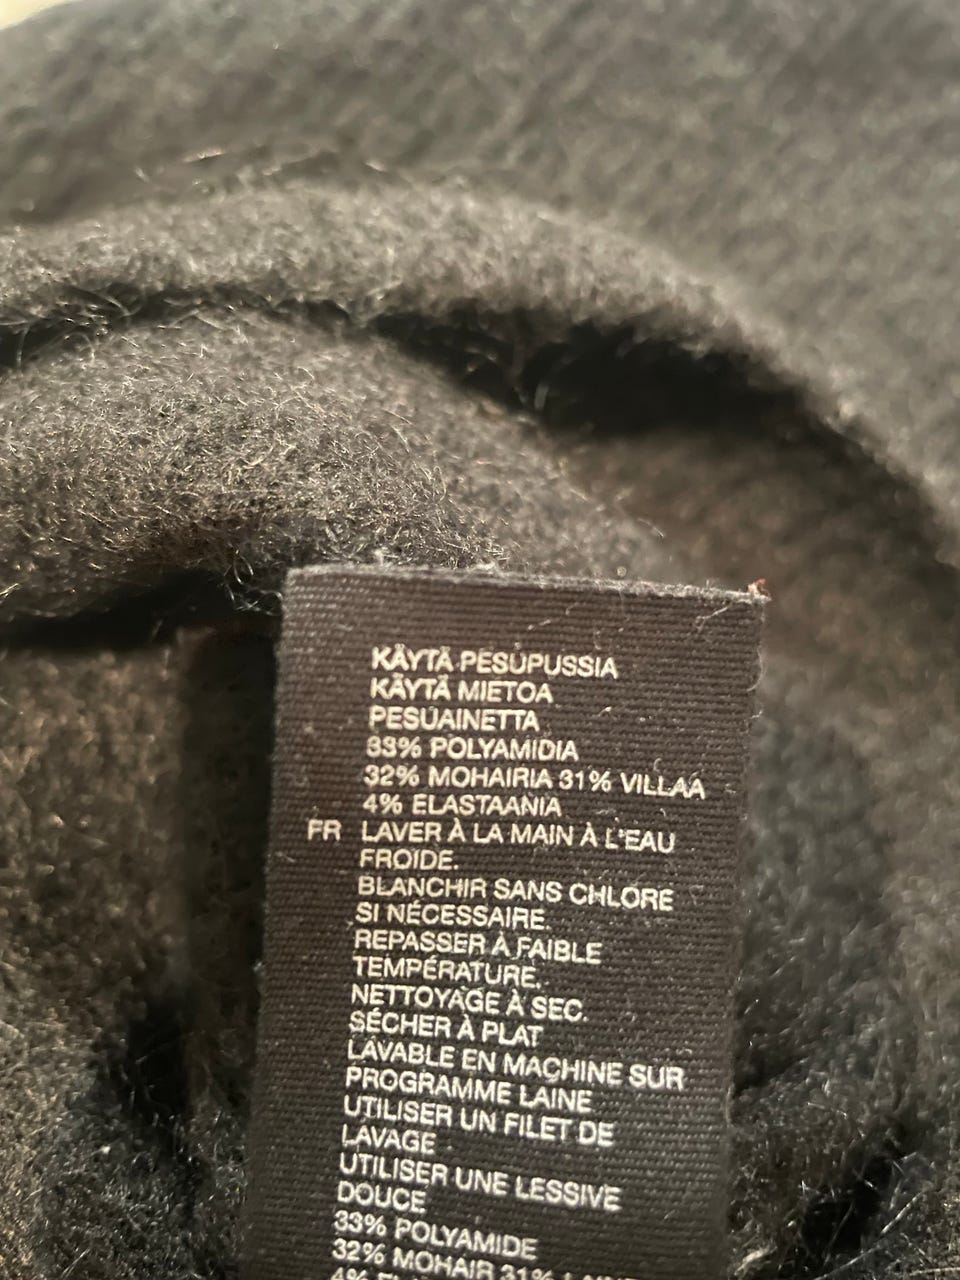 KÄYTÄ PESUPUSSIA
KÄYTÄ MIETOA
PESUAINETTA
33% POLYAMIDIA
32% MOHAIRIA 31% VILLAA
4% ELASTAANIA
FR LAVER À LA MAIN À L'EAU
FROIDE.
BLANCHIR SANS CHLORE
SI NÉCESSAIRE.
REPASSER À FAIBLE
TEMPÉRATURE.
NETTOYAGE À SEC.
SÉCHER À PLAT
LAVABLE EN MACHINE SUR
PROGRAMME LAINE
UTILISER UN FILET DE
LAVAGE
UTILISER UNE LESSIVE
DOUCE
33% POLYAMIDE
32% MOHAIR 31%
4%